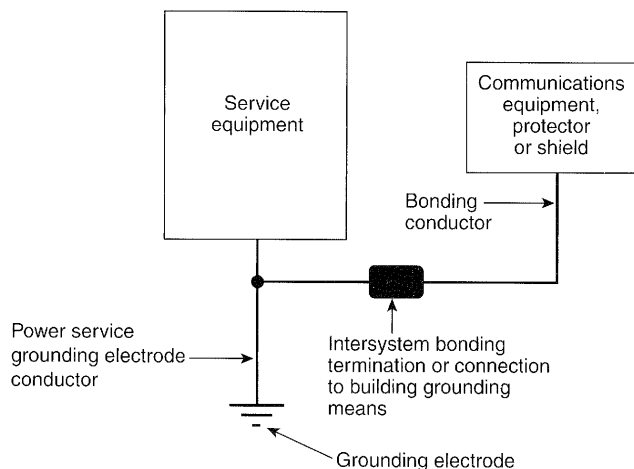 Service
equipment
Communications
equipment,
protector
or shield
Bonding
conductor
Power service
grounding electrode
conductor
Intersystem bonding
termination or connection
to building grounding
means
Grounding electrode